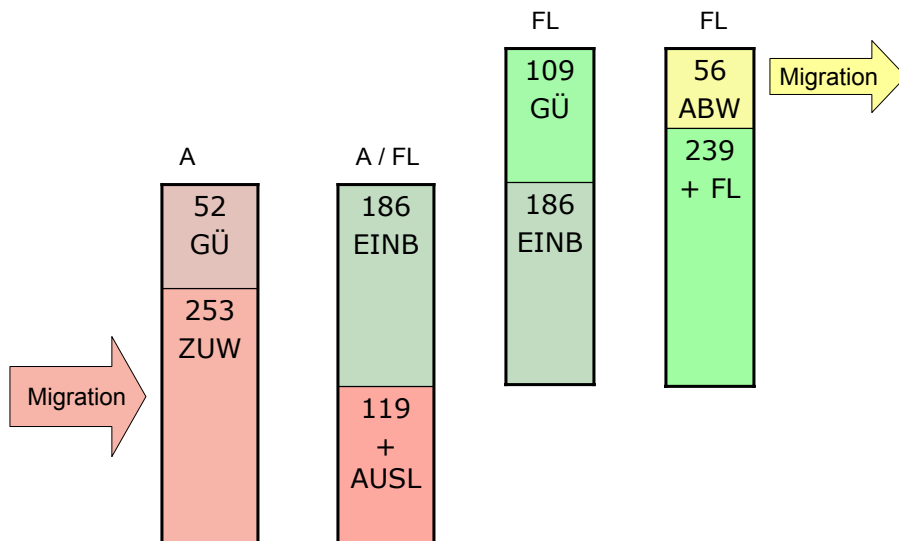 FL
FL
109
GÜ
56
ABW
Migration
A
A / FL
239
+ FL
52
GÜ
186
EINB
186
EINB
253
ZUW
Migration
119
+
AUSL